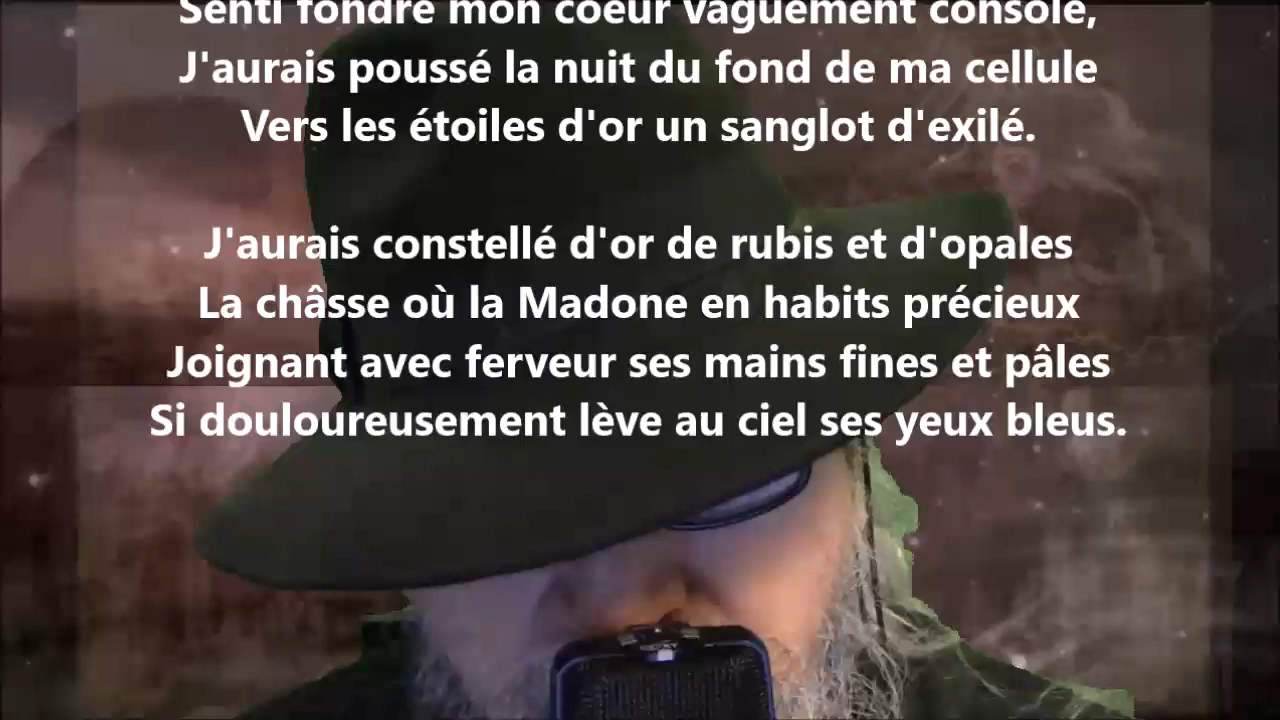 Senti fondre mon coeur vaguement consolé,
J'aurais poussé la nuit du fond de ma cellule
Vers les étoiles d'or un sanglot d'exilé.
J'aurais constellé d'or de rubis et d'opales
La châsse où la Madone en habits précieux
Joignant avec ferveur ses mains fines et pâles
Si douloureusement lève au ciel ses yeux bleus.